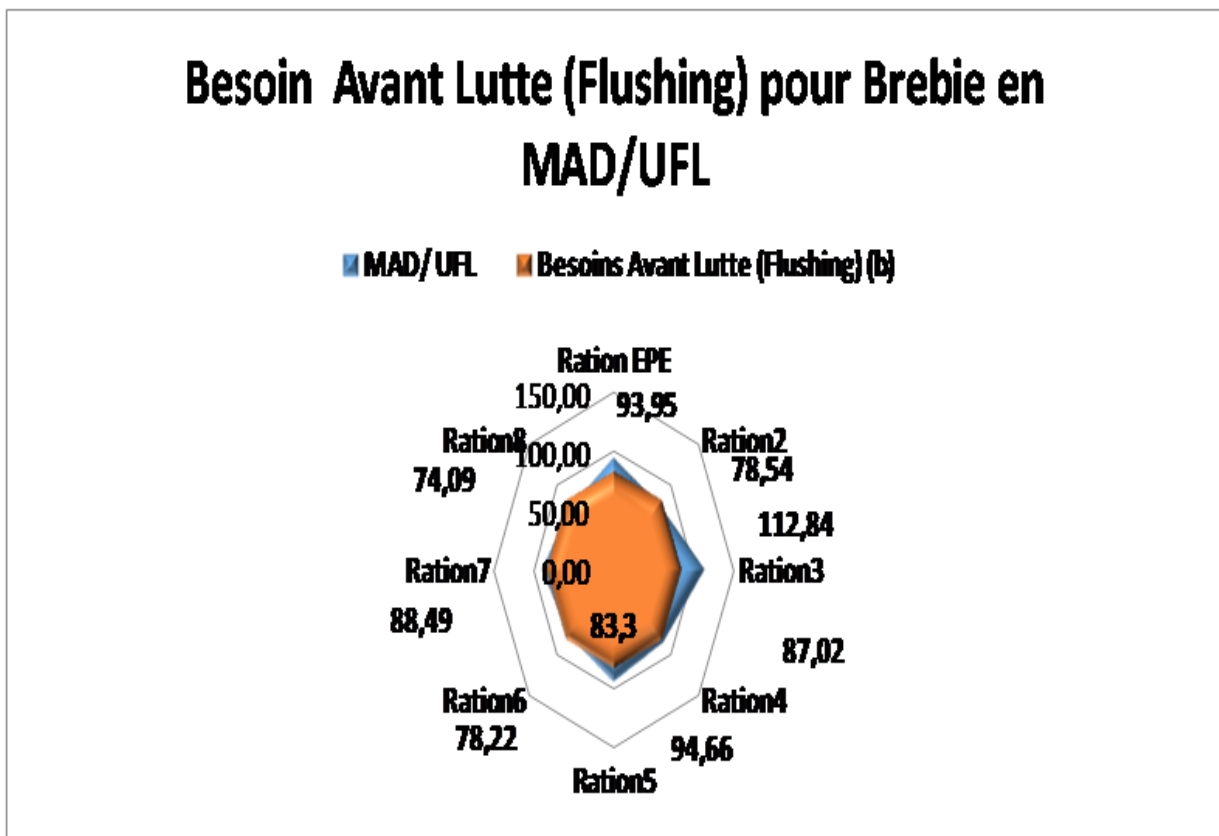 Besoin Avant Lutte (Flushing) pour Brebie en
MAD/UFL
MAD/UFL
Besoins Avant Lutte (Flushing) (b)
Ration EPE
93,95
150,00
100,00
50,00
0,00
Ration2
78,54
112,84
Ration3
87,02
Ration4
94,66
Ration5
Ration6
78,22
Ration7
88,49
Ration8
74,09
83,3